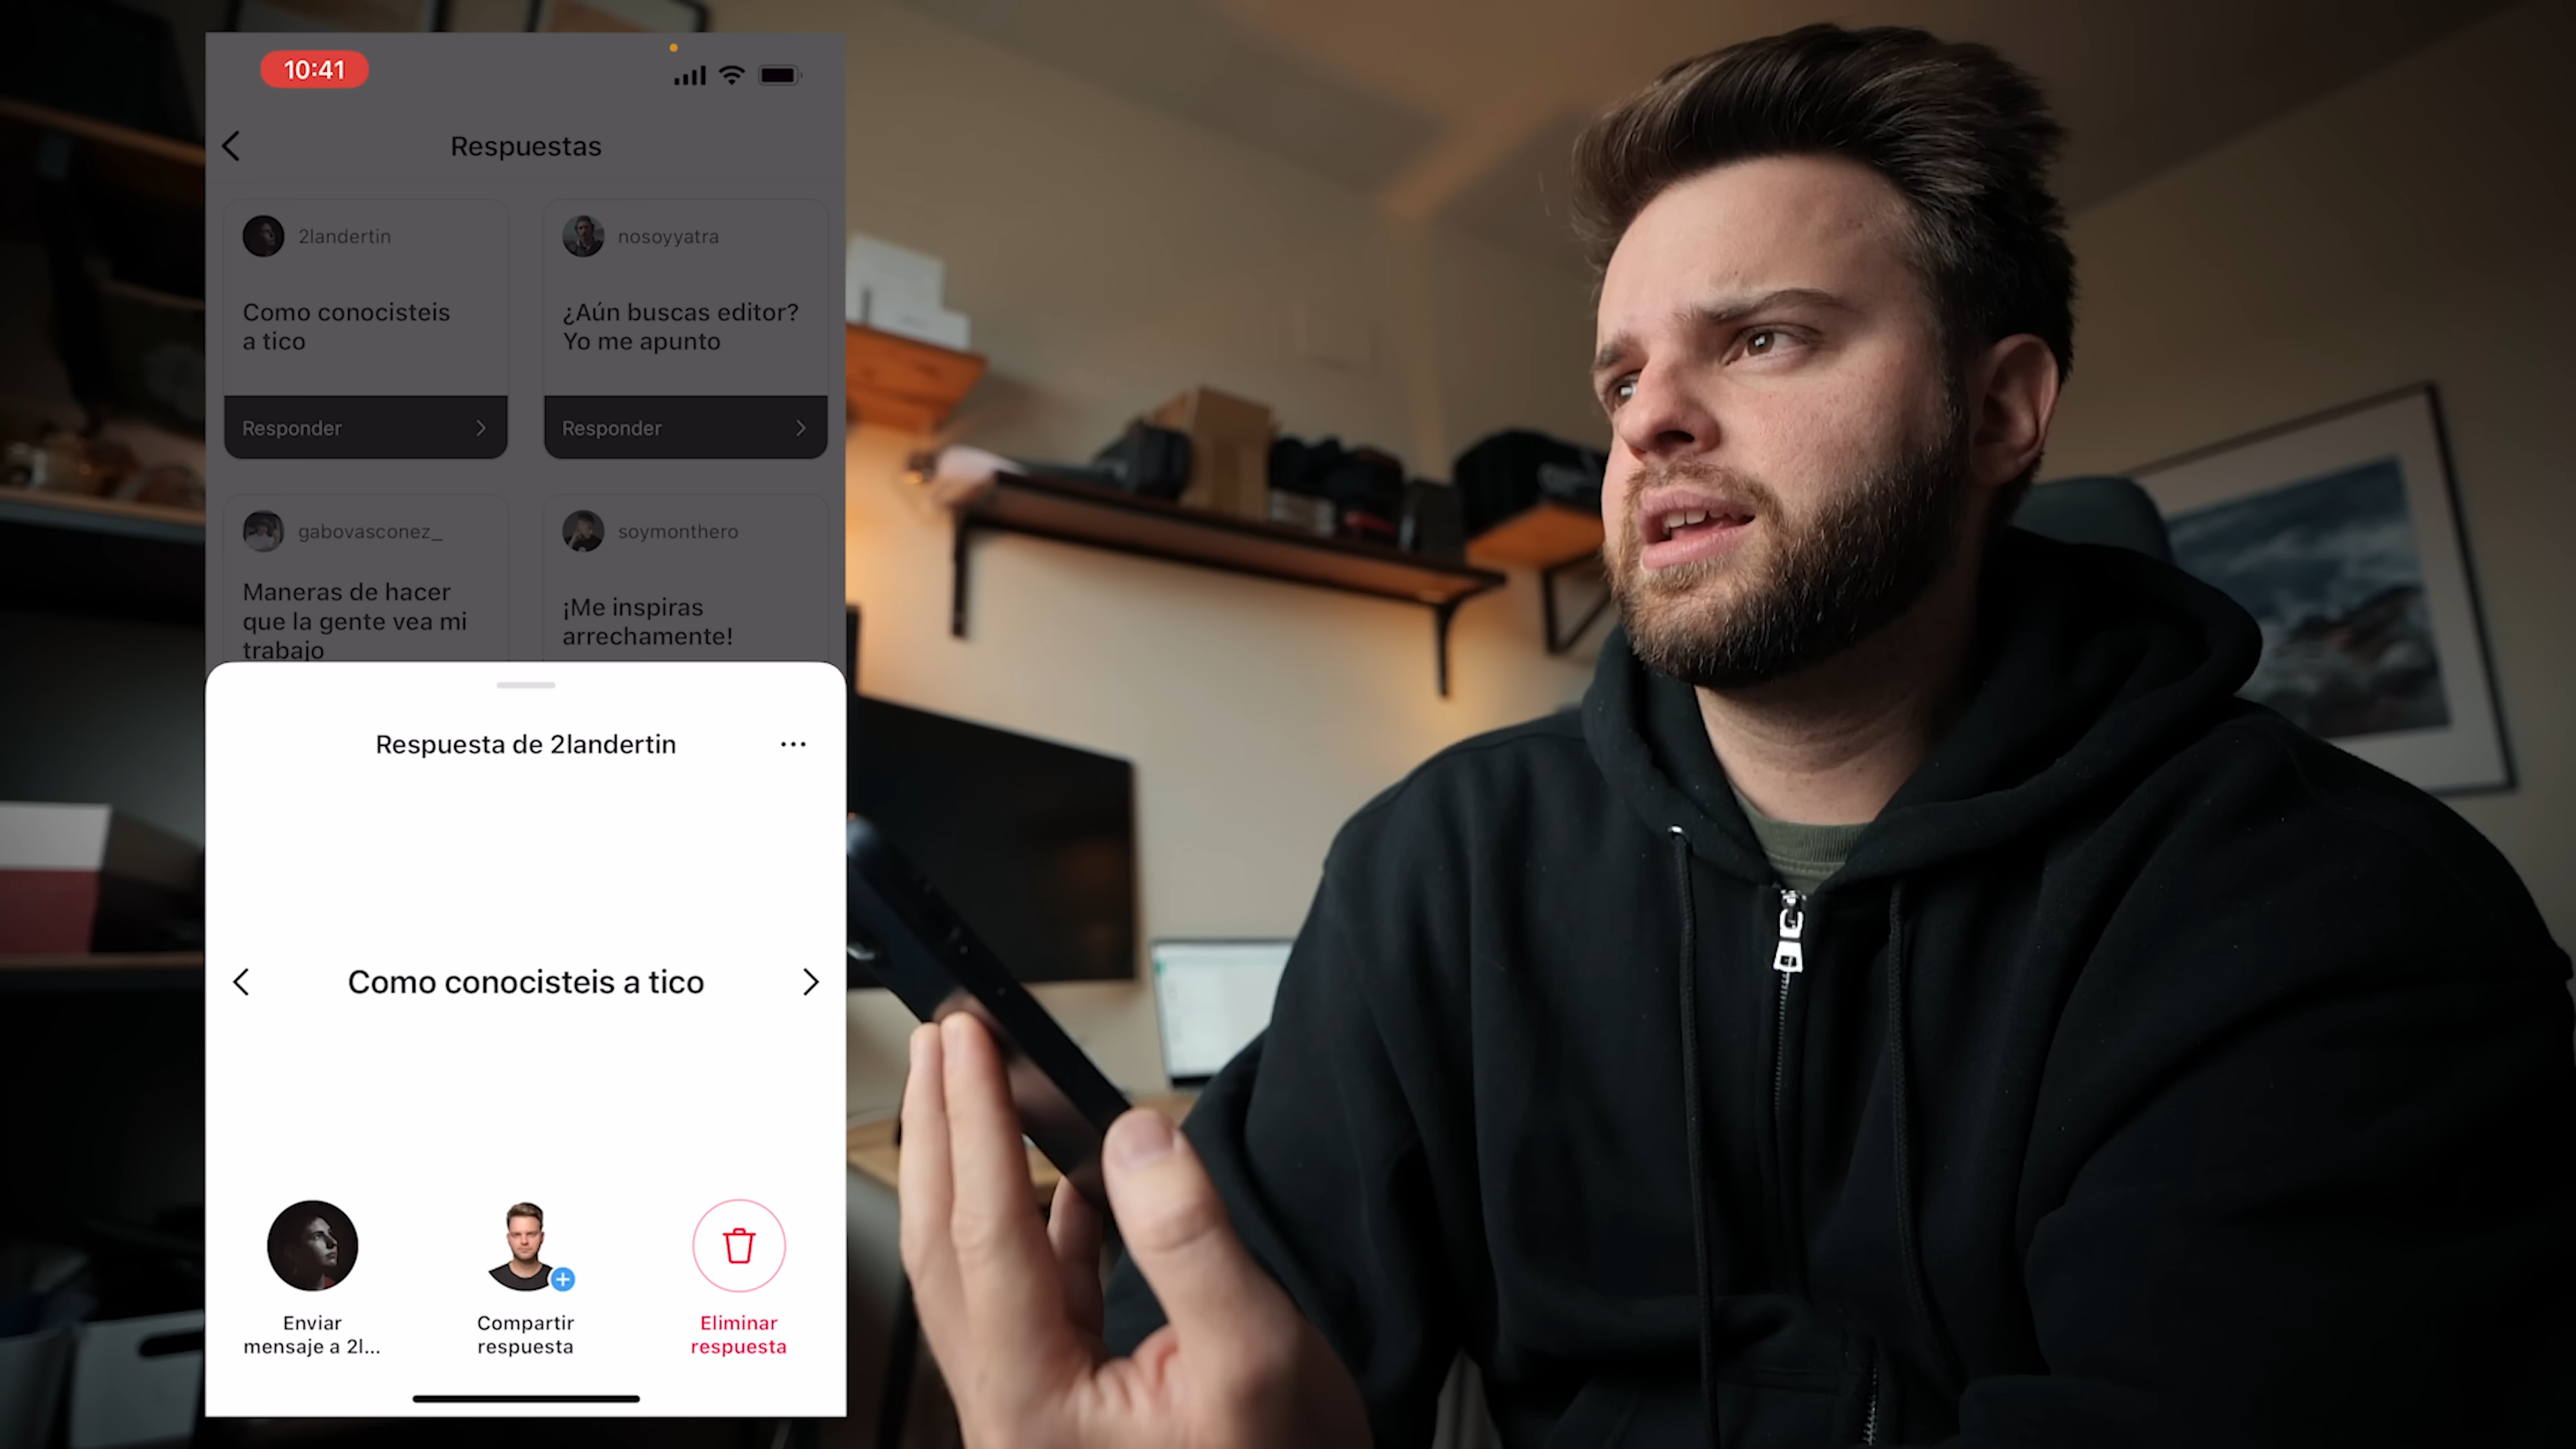 10:41
Respuestas
2landertin
Como conocisteis
a tico
Responder
nosoyyatra
¿Aún buscas editor?
Yo me apunto
Responder
gabovasconez_
Maneras de hacer
que la gente vea mi
trabajo
soymonthero
¡Me inspiras
arrechamente!
Respuesta de 2landertin
Como conocisteis a tico
Enviar
mensaje a 2l...
Compartir
respuesta
Eliminar
respuesta